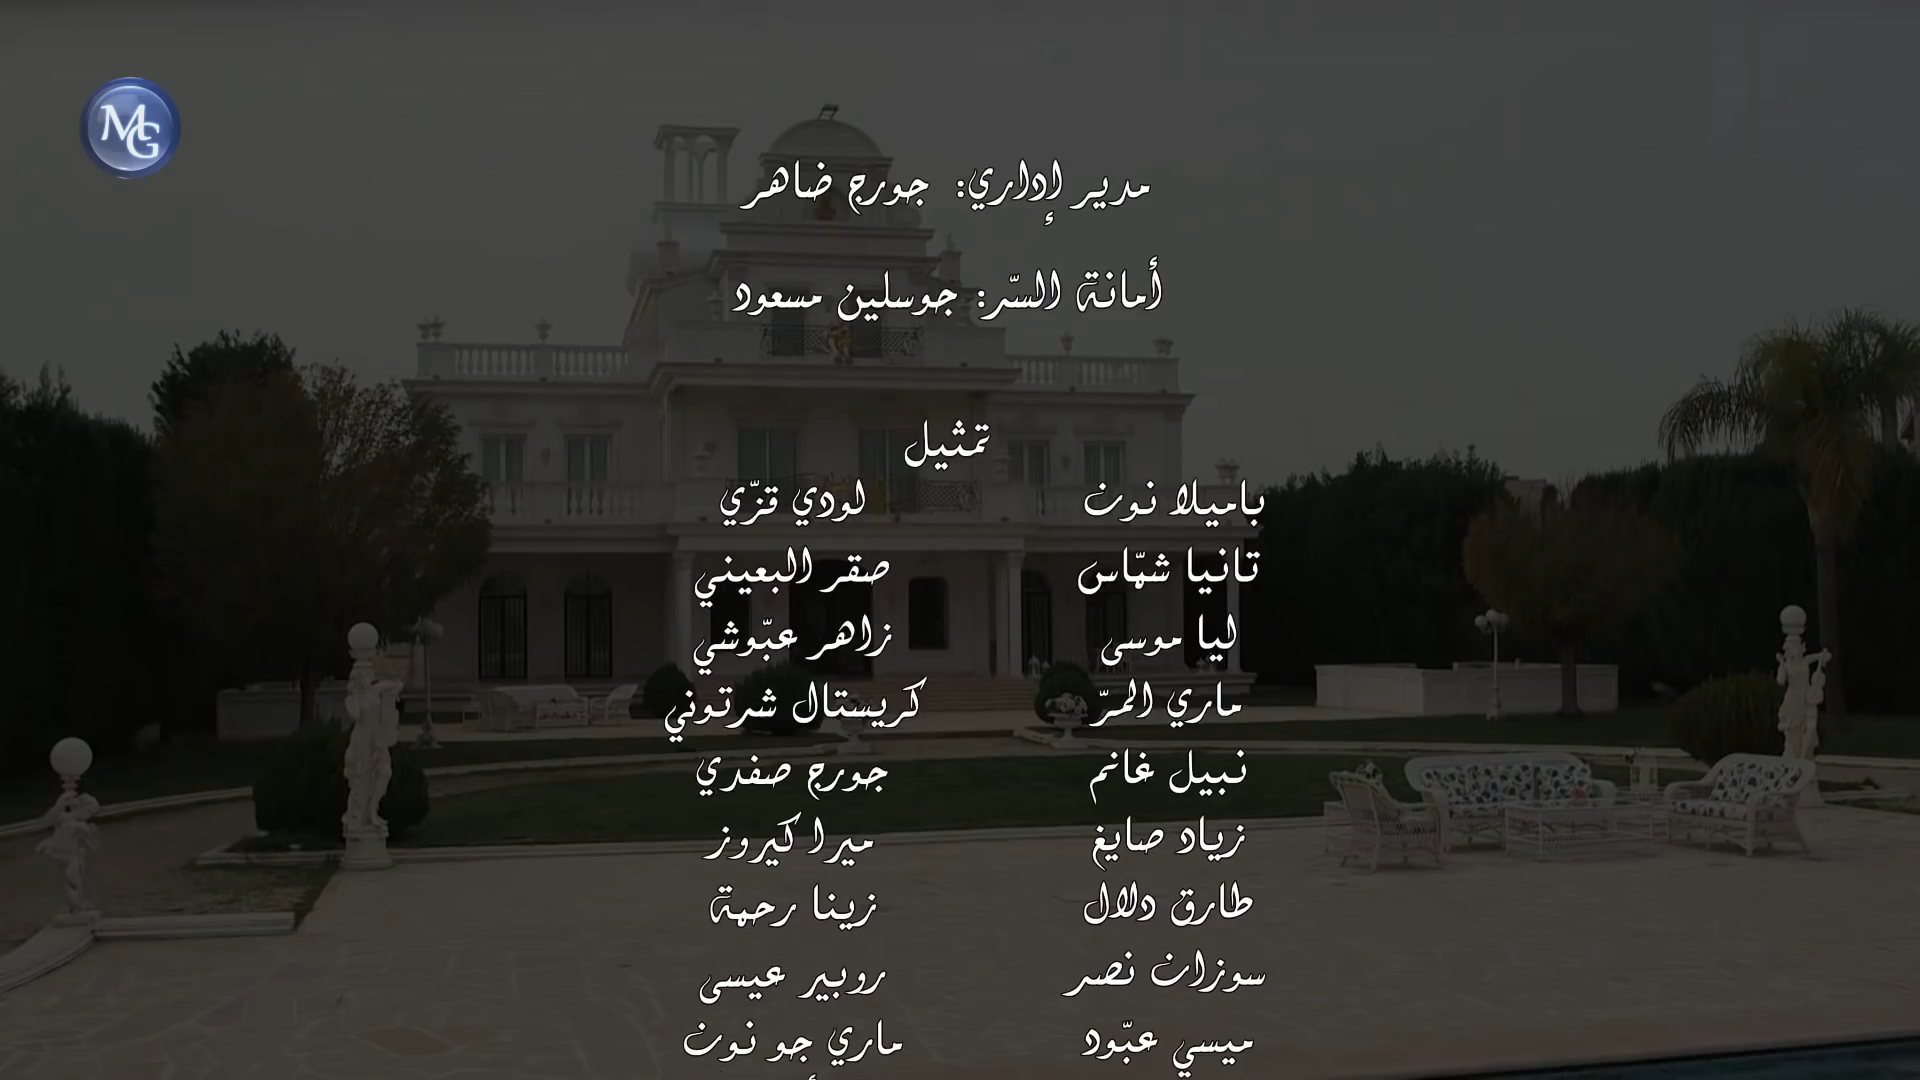 MG
مدير إداري: جورج ضاهر
أمانة السّر: جوسلين مسعود
تمثيل
باميلا نون لودي قزّي
تانيا شمّاس صقر البعيني
ليا موسى زاهر عبّوشي
ماري المرّ كريستال شرتوني
نبيل غانم جورج صفدي
زياد صايغ ميرا كيروز
طارق دلال زينا رحمة
سوزان نصر روبير عيسى
ميسي عبّود ماري جو نون